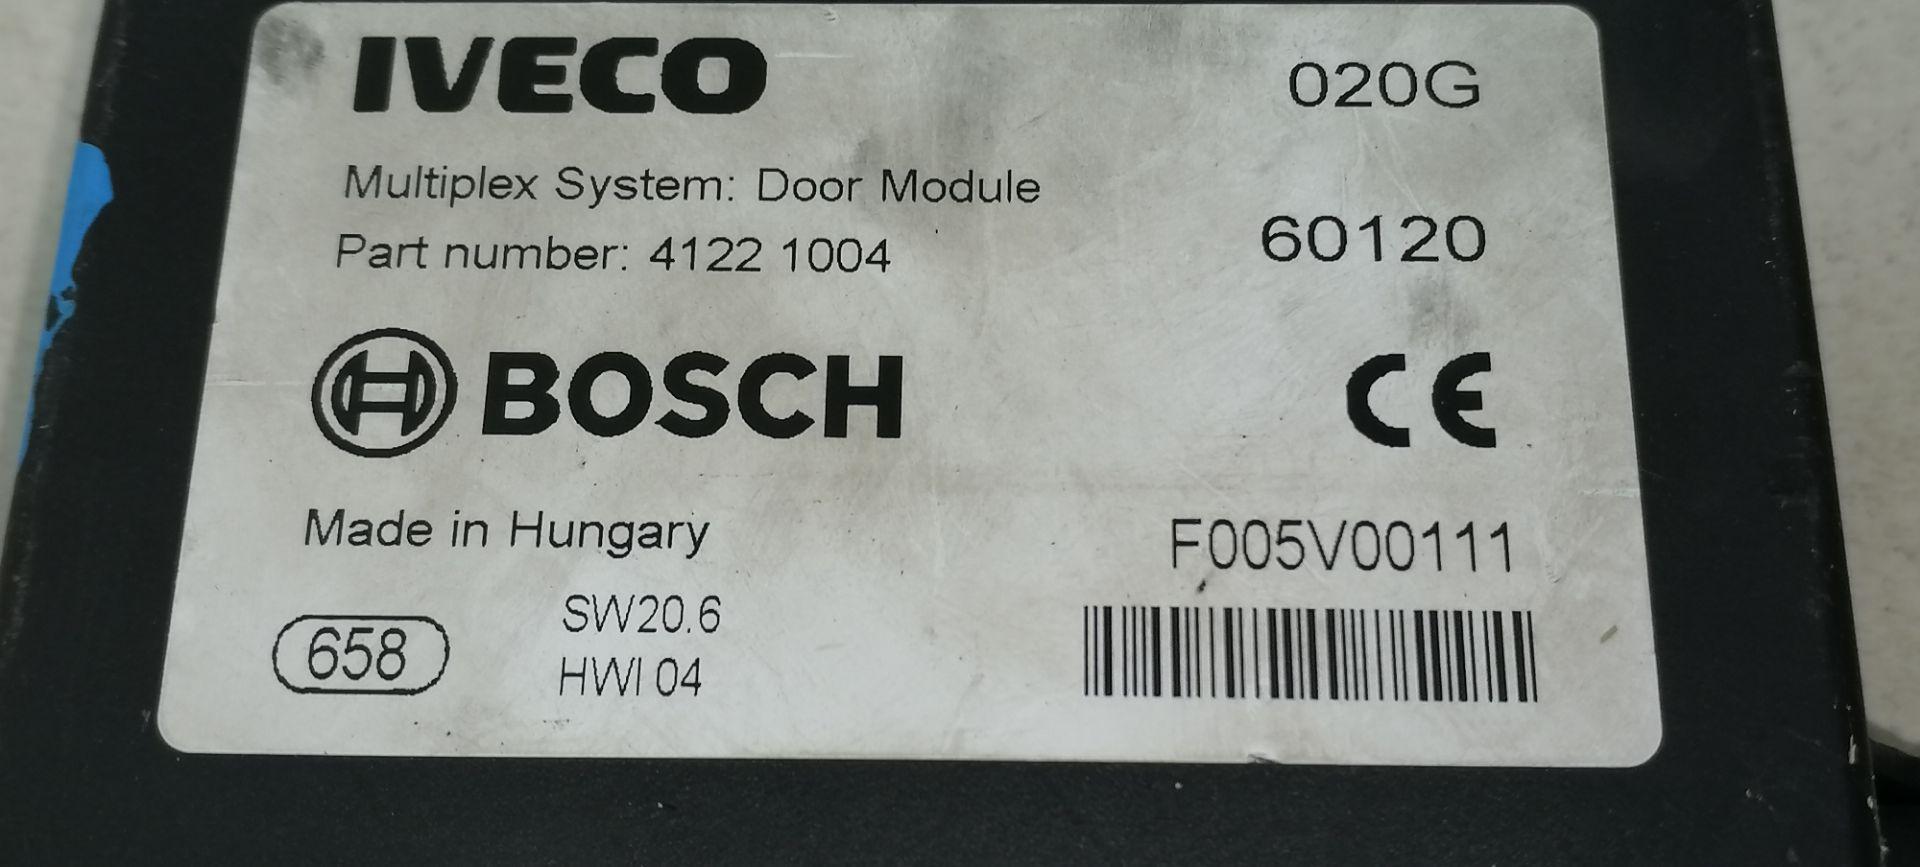 IVECO
020G
Multiplex System: Door Module
Part number: 4122 1004
60120
BOSCH
CE
Made in Hungary
F005V00111
658
SW20.6
HWI 04